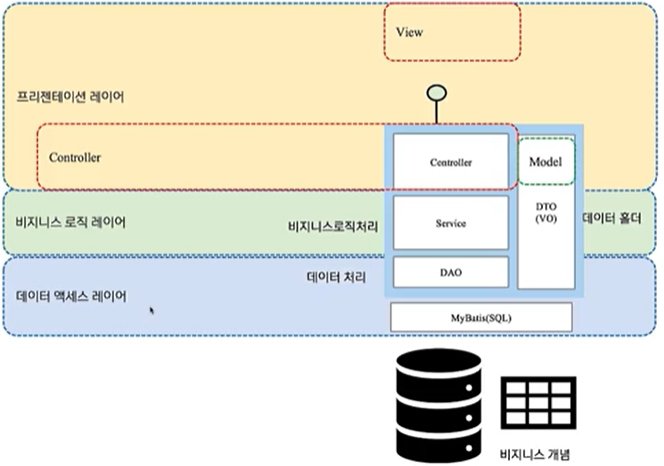 View
프리젠테이션 레이어
Controller
Controller
Model
비지니스 로직 레이어
비지니스로직처리
Service
DTO
(VO)
데이터 홀더
데이터 처리
DAO
데이터 액세스 레이어
MyBatis(SQL)
비지니스 개념